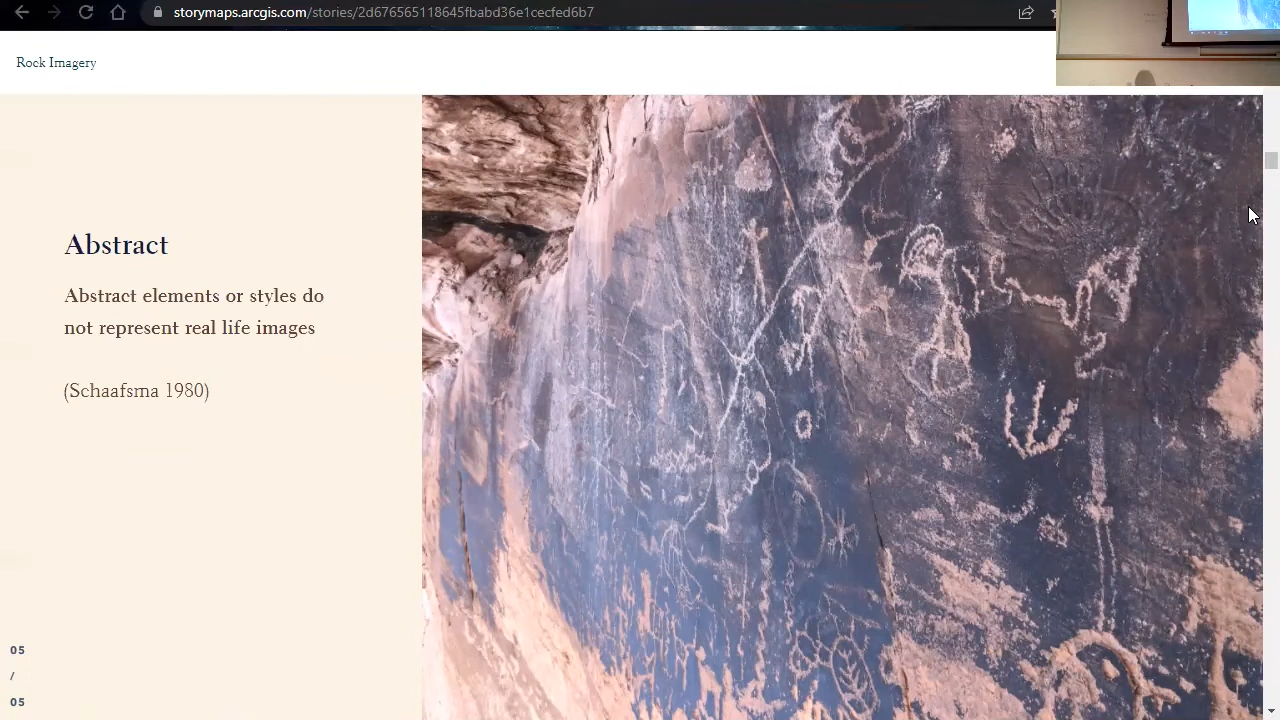 storymaps.arcgis.com/stories/2d676565118645fbabd36e1cecfed6b7
Rock Imagery
Abstract
Abstract elements or styles do
not represent real life images
(Schaafsma 1980)
05
/
05